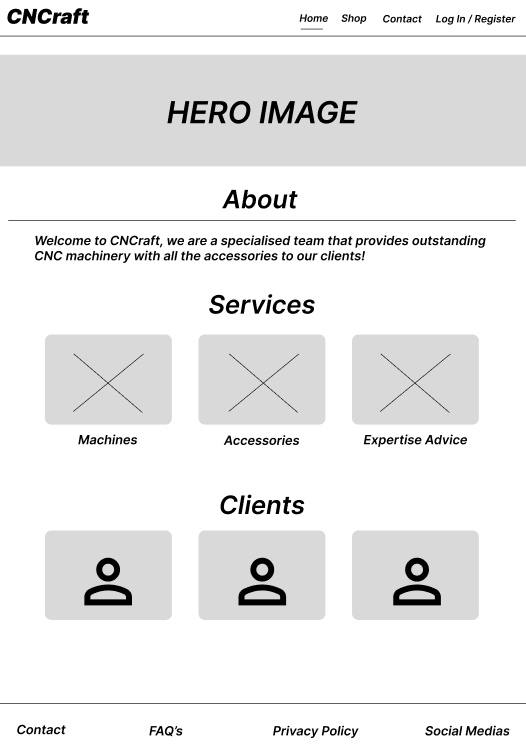 CNCraft
Home Shop Contact Log In / Register
HERO IMAGE
About
Welcome to CNCraft, we are a specialised team that provides outstanding
CNC machinery with all the accessories to our clients!
Services
Machines Accessories Expertise Advice
Clients
Contact FAQ's Privacy Policy Social Medias